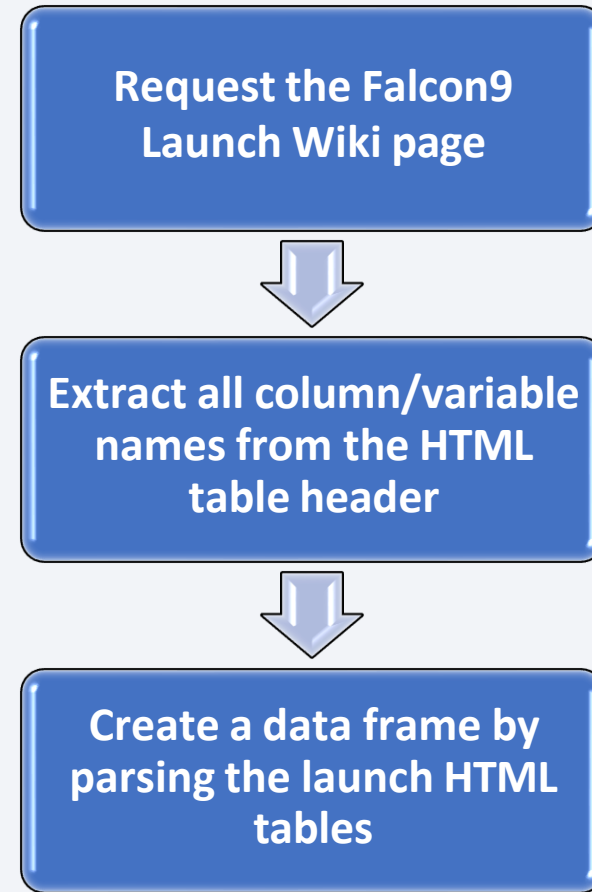 Request the Falcon9
Launch Wiki page
Extract all column/variable
names from the HTML
table header
Create a data frame by
parsing the launch HTML
tables